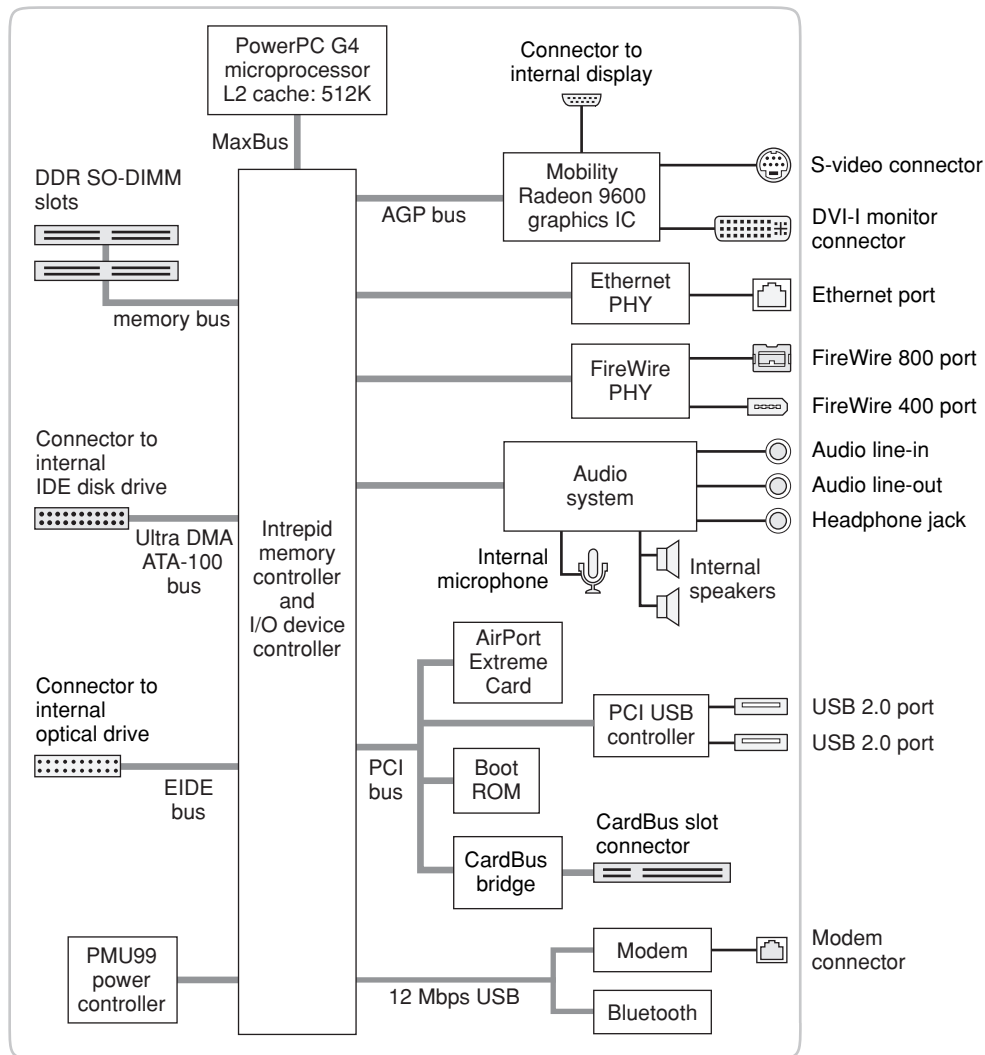 PowerPC G4
microprocessor
L2 cache: 512K
MaxBus
Connector to
internal display
DDR SO-DIMM
slots
memory bus
AGP bus
Mobility
Radeon 9600
graphics IC
S-video connector
DVI-I monitor
connector
Ethernet
PHY
Ethernet port
FireWire
PHY
FireWire 800 port
FireWire 400 port
Connector to
internal
IDE disk drive
Ultra DMA
ATA-100
bus
Intrepid
memory
controller
and
I/O device
controller
Audio
system
Audio line-in
Audio line-out
Headphone jack
Internal
microphone
Internal
speakers
Connector to
internal
optical drive
EIDE
bus
PCI
bus
AirPort
Extreme
Card
PCI USB
controller
USB 2.0 port
USB 2.0 port
Boot
ROM
CardBus
bridge
CardBus slot
connector
PMU99
power
controller
12 Mbps USB
Modem
Modem
connector
Bluetooth